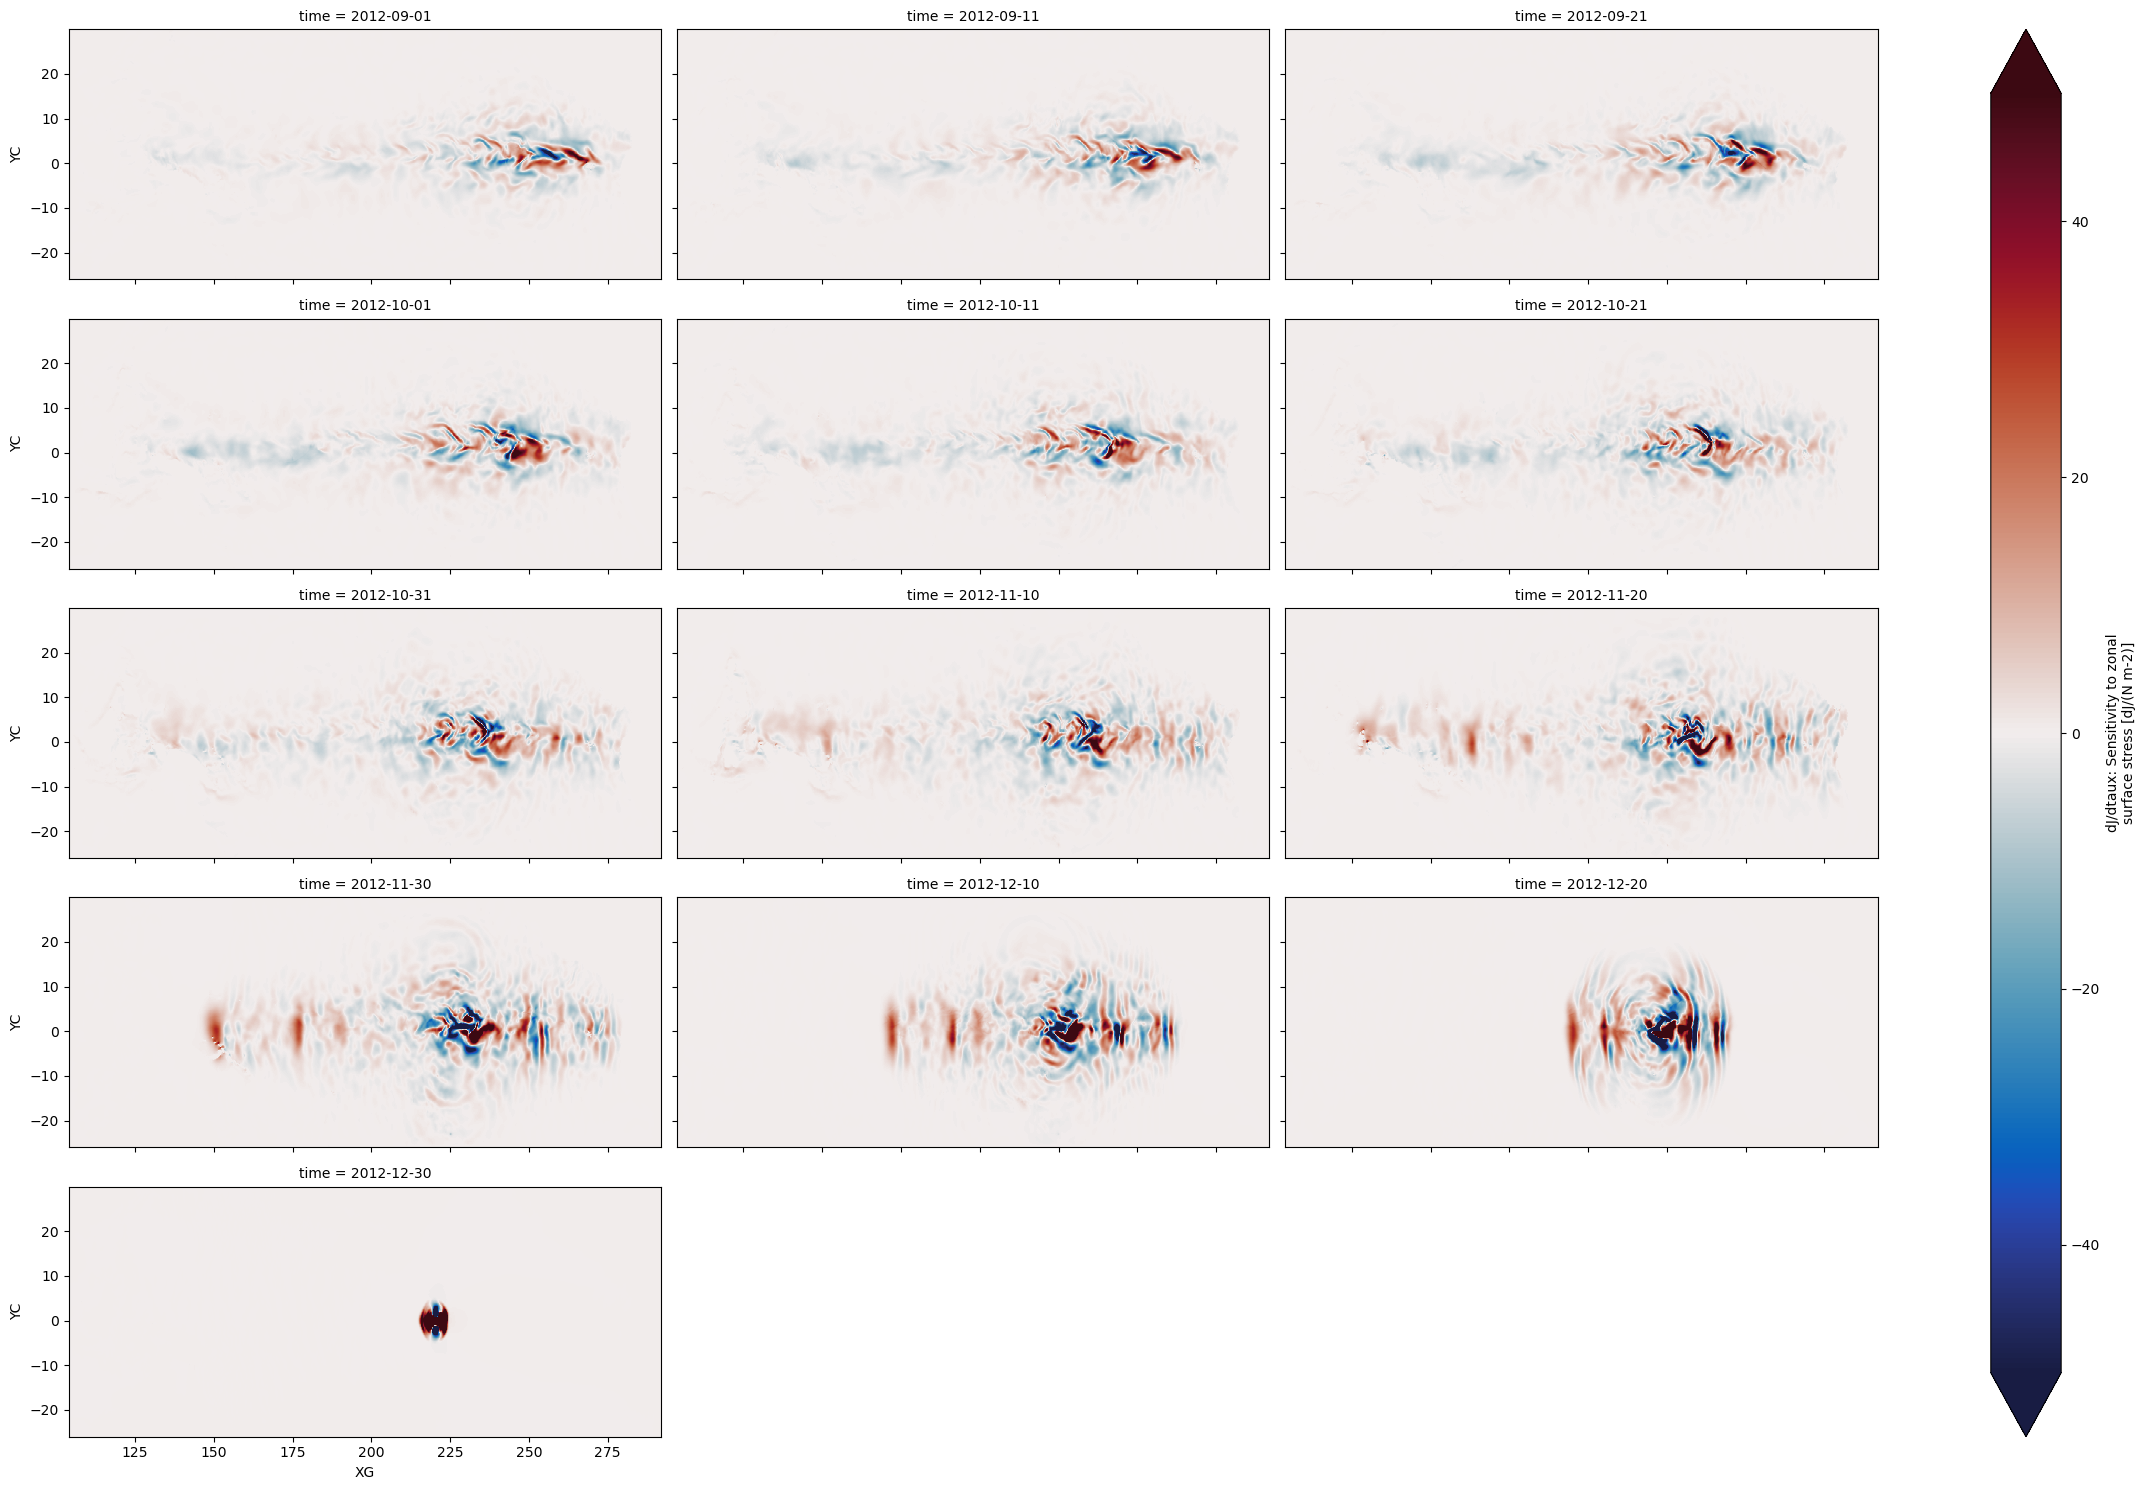 time = 2012-09-01
time = 2012-09-11
time = 2012-09-21
20
10
0
−10
−20
YC
time = 2012-10-01
time = 2012-10-11
time = 2012-10-21
20
10
0
−10
−20
YC
time = 2012-10-31
time = 2012-11-10
time = 2012-11-20
20
10
0
−10
−20
YC
time = 2012-11-30
time = 2012-12-10
time = 2012-12-20
20
10
0
−10
−20
YC
time = 2012-12-30
20
10
0
−10
−20
YC
125
150
175
200
225
250
275
XG
40
20
0
−20
−40
dJ/dtaux: Sensitivity to zonal
surface stress [dJ/(N m-2)]